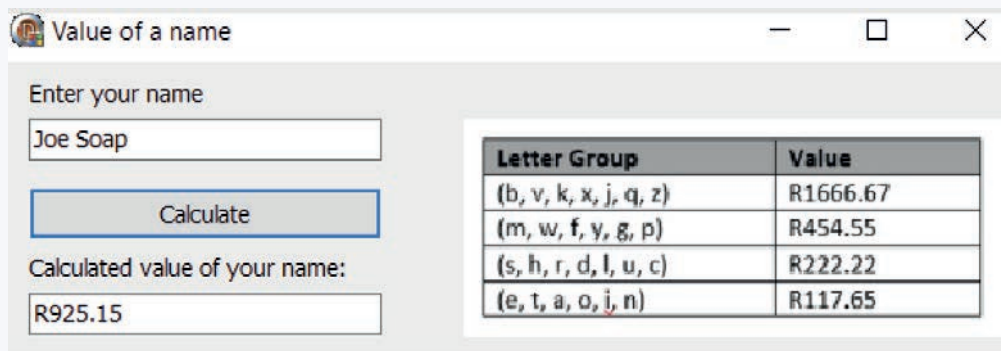 Value of a name
Enter your name
Joe Soap
Calculate
Calculated value of your name:
R925.15
Letter Group Value
(b, v, k, x, j, q, z) R1666.67
(m, w, f, y, g, p) R454.55
(s, h, r, d, l, u, c) R222.22
(e, t, a, o, i, n) R117.65